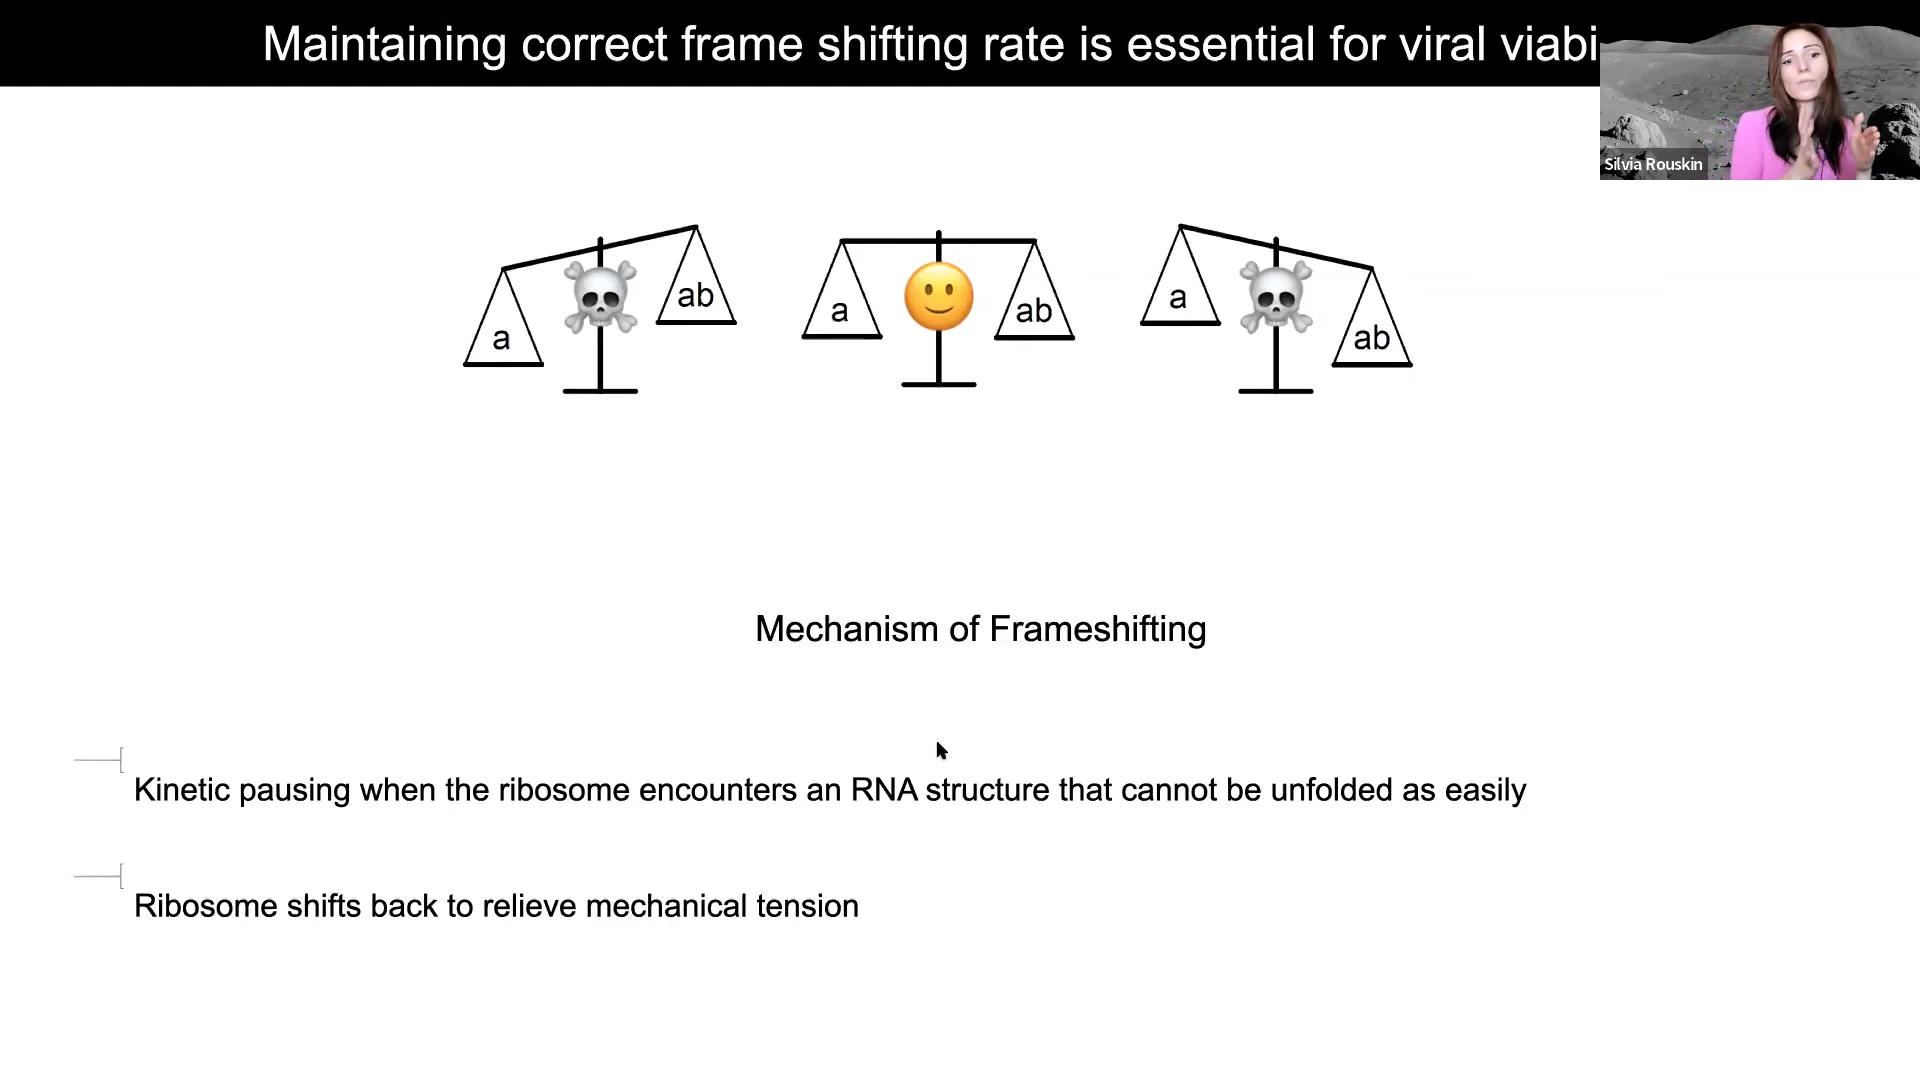 Maintaining correct frame shifting rate is essential for viral viabi
Silvia Rouskin
a ab a ab a ab
Mechanism of Frameshifting
Kinetic pausing when the ribosome encounters an RNA structure that cannot be unfolded as easily
Ribosome shifts back to relieve mechanical tension